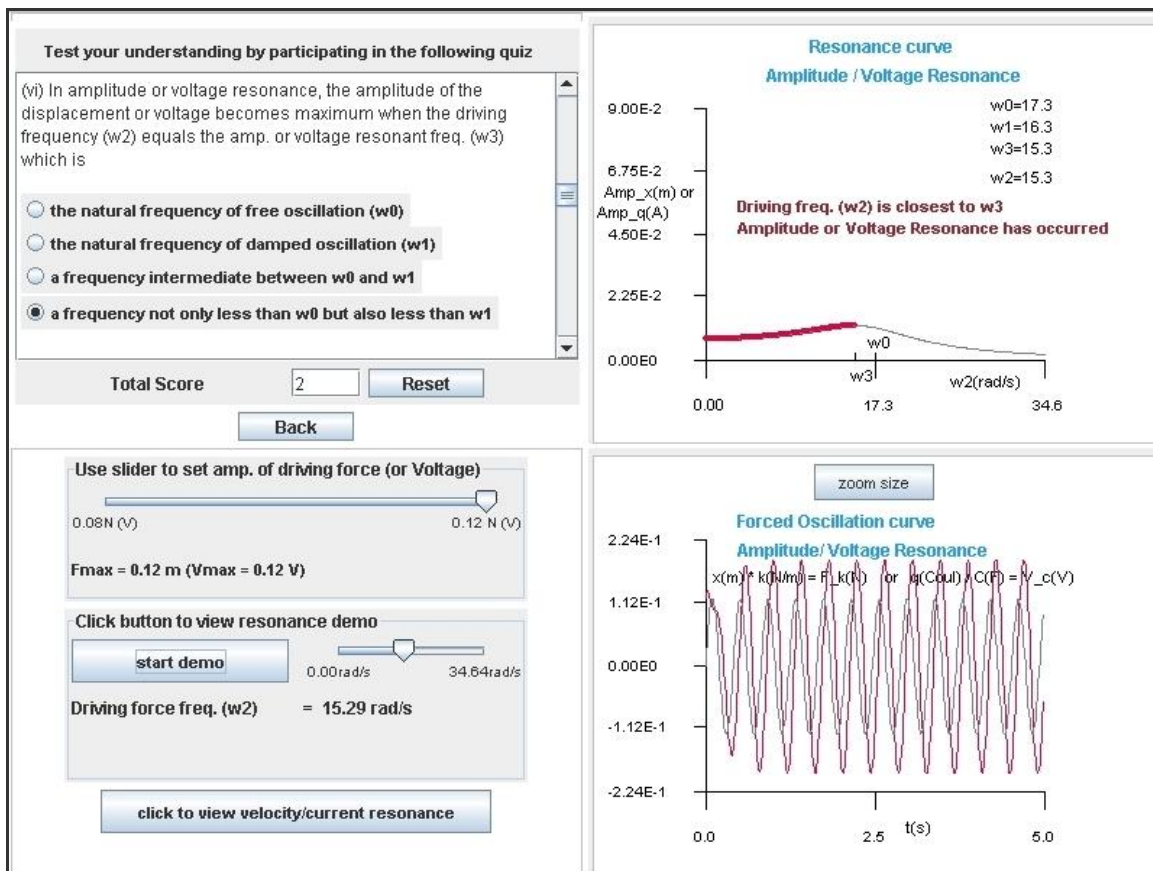 Test your understanding by participating in the following quiz
(vi) In amplitude or voltage resonance, the amplitude of the
displacement or voltage becomes maximum when the driving
frequency (w2) equals the amp. or voltage resonant freq. (w3)
which is
the natural frequency of free oscillation (w0)
the natural frequency of damped oscillation (w1)
a frequency intermediate between w0 and w1
a frequency not only less than w0 but also less than w1
Total Score 2 Reset
Back
Resonance curve
Amplitude / Voltage Resonance
9.00E-2
w0=17.3
w1=16.3
w3=15.3
w2=15.3
6.75E-2
Amp_x(m) or
Amp_q(A)
Driving freq. (w2) is closest to w3
Amplitude or Voltage Resonance has occurred
4.50E-2
2.25E-2
w0
0.00E0
w3 w2(rad/s)
0.00 17.3 34.6
Use slider to set amp. of driving force (or Voltage)
0.08N (V) 0.12 N (V)
Fmax = 0.12 m (Vmax = 0.12 V)
Click button to view resonance demo
start demo
0.00rad/s 34.64rad/s
Driving force freq. (w2) = 15.29 rad/s
click to view velocity/current resonance
zoom size
Forced Oscillation curve
2.24E-1
Amplitude/ Voltage Resonance
x(m) * k(N/m) = F_k(N) or q(Coul) / C(F) = V_c(V)
1.12E-1
0.00E0
-1.12E-1
-2.24E-1
0.0 2.5 t(s) 5.0